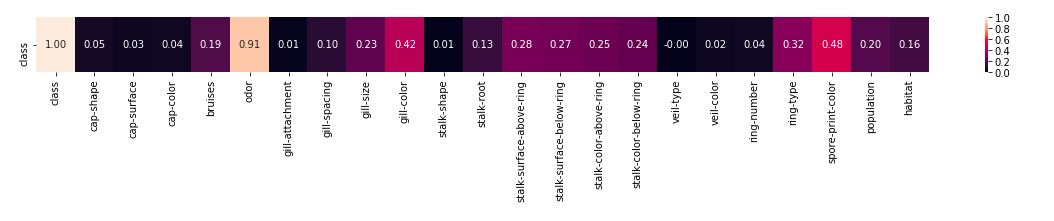 class
1.00 0.05 0.03 0.04 0.19 0.91 0.01 0.10 0.23 0.42 0.01 0.13 0.28 0.27 0.25 0.24 -0.00 0.02 0.04 0.32 0.48 0.20 0.16
class
cap-shape
cap-surface
cap-color
bruises
odor
gill-attachment
gill-spacing
gill-size
gill-color
stalk-shape
stalk-root
stalk-surface-above-ring
stalk-surface-below-ring
stalk-color-above-ring
stalk-color-below-ring
veil-type
veil-color
ring-number
ring-type
spore-print-color
population
habitat
1.0
0.8
0.6
0.4
0.2
0.0